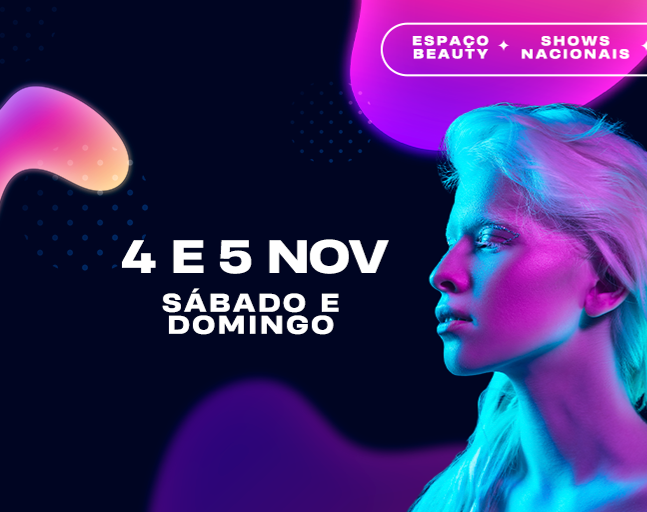 ESPAÇO
BEAUTY
SHOWS
NACIONAIS
4 E 5 NOV
SÁBADO E
DOMINGO